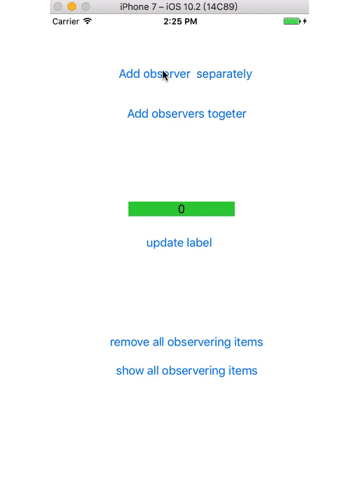 iPhone 7 – iOS 10.2 (14C89)
Carrier 2:25 PM
Add observer separately
Add observers togeter
0
update label
remove all observering items
show all observering items